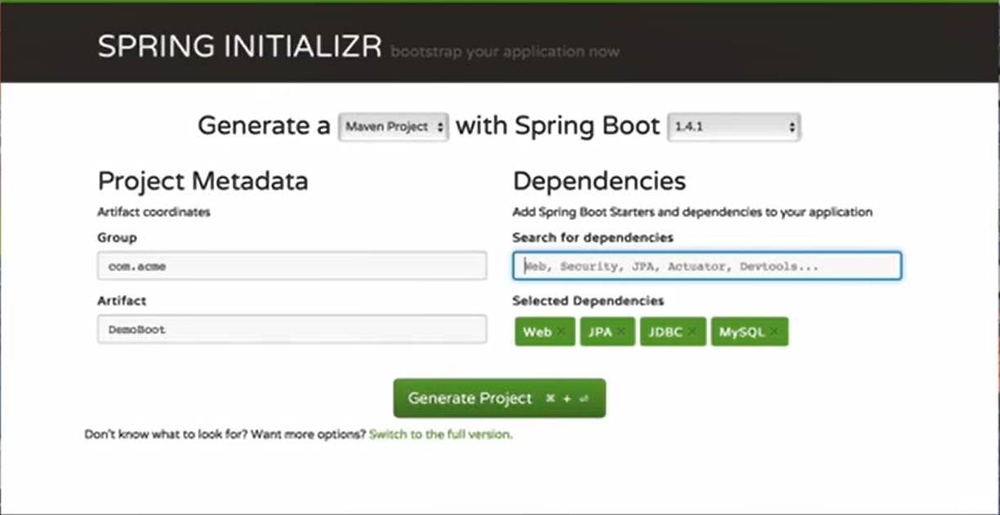 SPRING INITIALIZR bootstrap your application now
Generate a Maven Project with Spring Boot 1.4.1
Project Metadata
Artifact coordinates
Group
com.acme
Artifact
DemoBoot
Dependencies
Add Spring Boot Starters and dependencies to your application
Search for dependencies
Web, Security, JPA, Actuator, Devtools...
Selected Dependencies
Web × JPA × JDBC × MySQL ×
Generate Project ⌘ + ⏎
Don't know what to look for? Want more options? Switch to the full version.